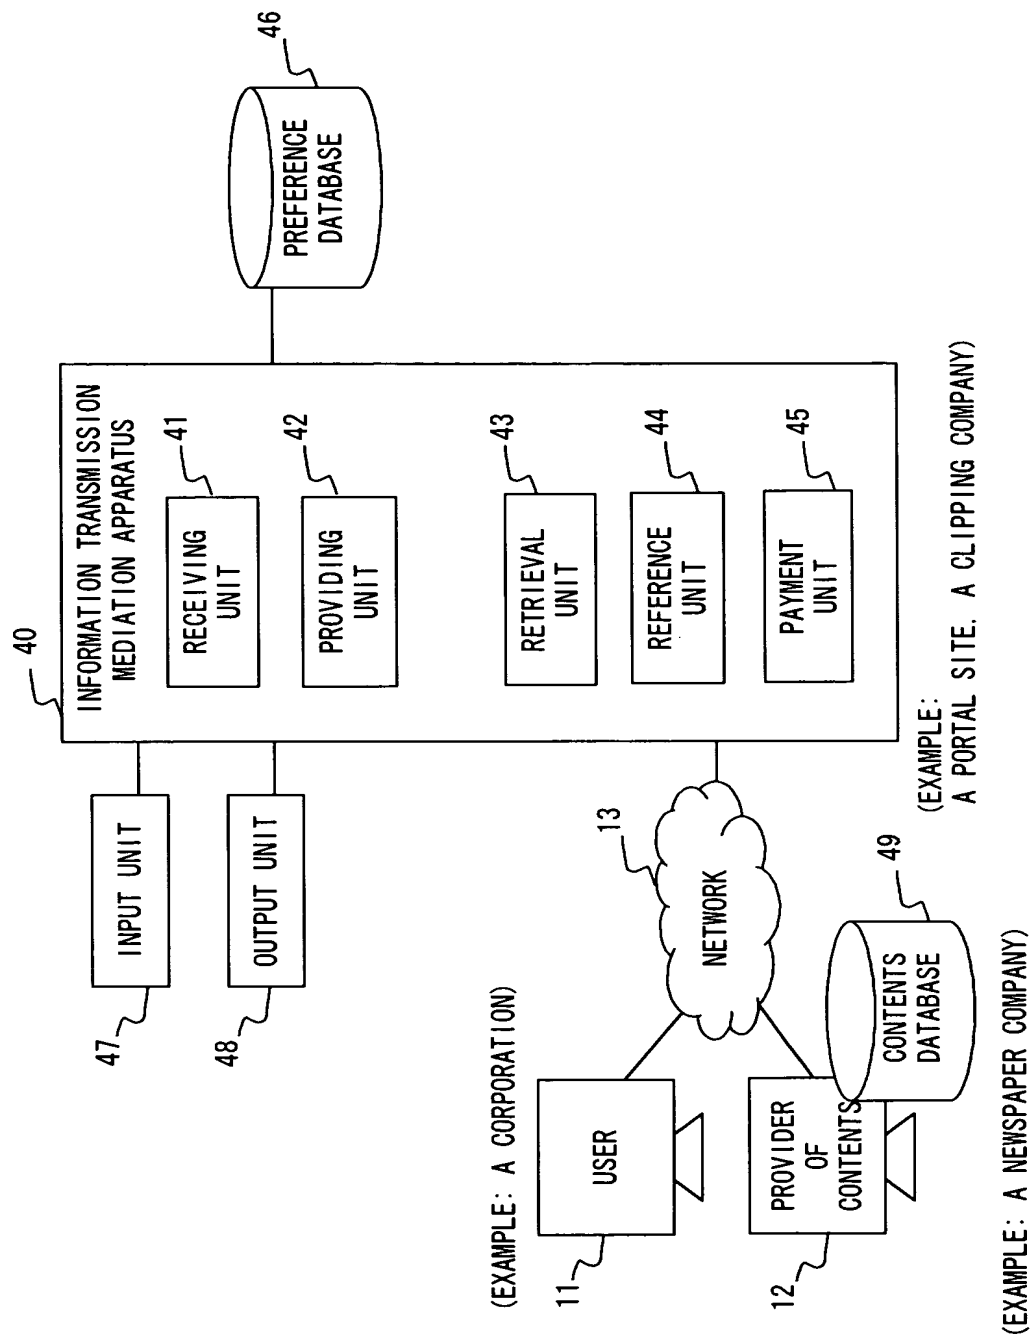 40
INFORMATION TRANSMISSION
MEDIATION APPARATUS
INPUT UNIT
47
OUTPUT UNIT
48
RECEIVING
UNIT
41
PROVIDING
UNIT
42
RETRIEVAL
UNIT
43
REFERENCE
UNIT
44
PAYMENT
UNIT
45
PREFERENCE
DATABASE
46
(EXAMPLE:
A PORTAL SITE. A CLIPPING COMPANY)
NETWORK
13
(EXAMPLE: A CORPORATION)
USER
11
PROVIDER
OF
CONTENTS
12
CONTENTS
DATABASE
49
(EXAMPLE: A NEWSPAPER COMPANY)